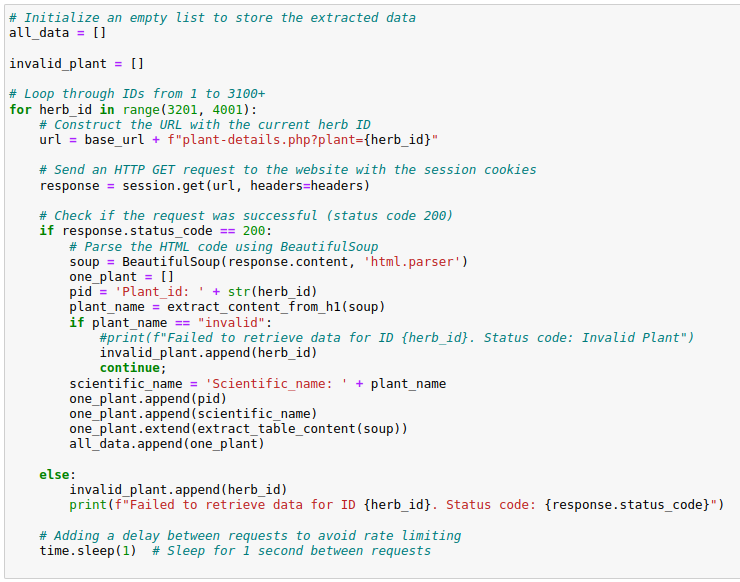 # Initialize an empty list to store the extracted data
all_data = []

invalid_plant = []

# Loop through IDs from 1 to 3100+
for herb_id in range(3201, 4001):
    # Construct the URL with the current herb ID
    url = base_url + f"plant-details.php?plant={herb_id}"

    # Send an HTTP GET request to the website with the session cookies
    response = session.get(url, headers=headers)

    # Check if the request was successful (status code 200)
    if response.status_code == 200:
        # Parse the HTML code using BeautifulSoup
        soup = BeautifulSoup(response.content, 'html.parser')
        one_plant = []
        pid = 'Plant_id: ' + str(herb_id)
        plant_name = extract_content_from_h1(soup)
        if plant_name == "invalid":
            #print(f"Failed to retrieve data for ID {herb_id}. Status code: Invalid Plant")
            invalid_plant.append(herb_id)
            continue;
        scientific_name = 'Scientific_name: ' + plant_name
        one_plant.append(pid)
        one_plant.append(scientific_name)
        one_plant.extend(extract_table_content(soup))
        all_data.append(one_plant)

    else:
        invalid_plant.append(herb_id)
        print(f"Failed to retrieve data for ID {herb_id}. Status code: {response.status_code}")

    # Adding a delay between requests to avoid rate limiting
    time.sleep(1)  # Sleep for 1 second between requests